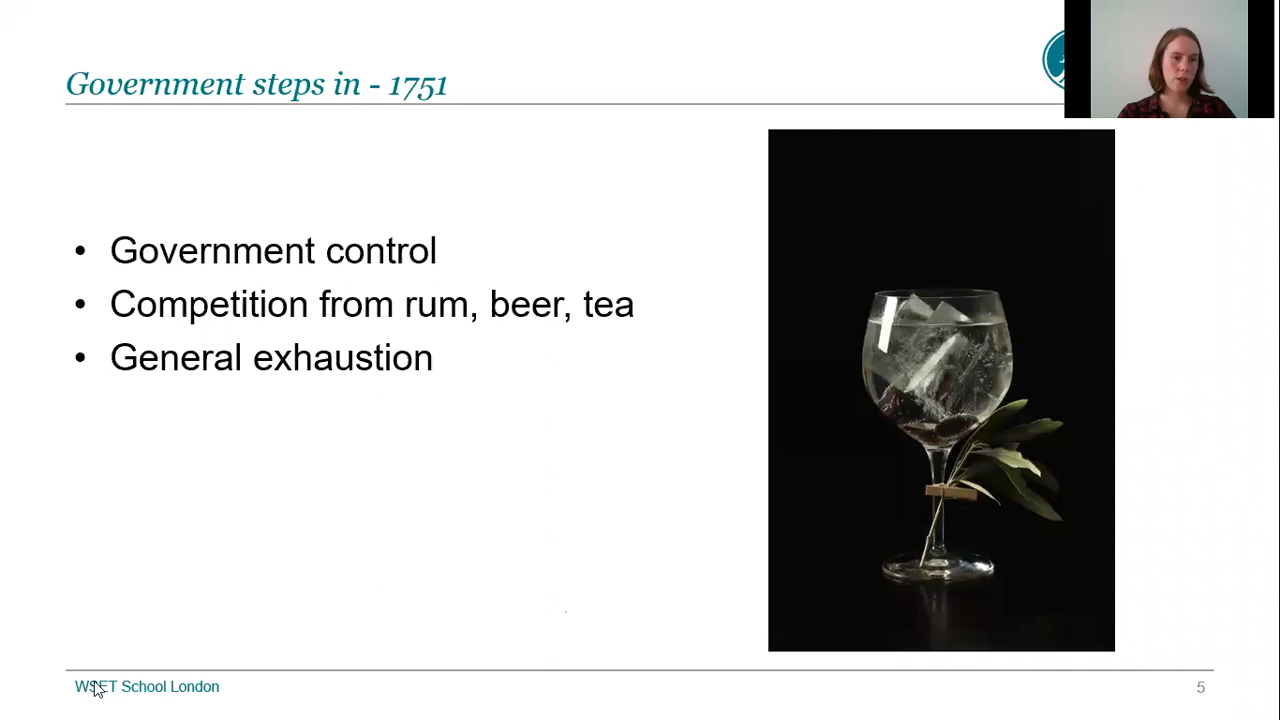 Government steps in - 1751
• Government control
• Competition from rum, beer, tea
• General exhaustion
WSET School London
5